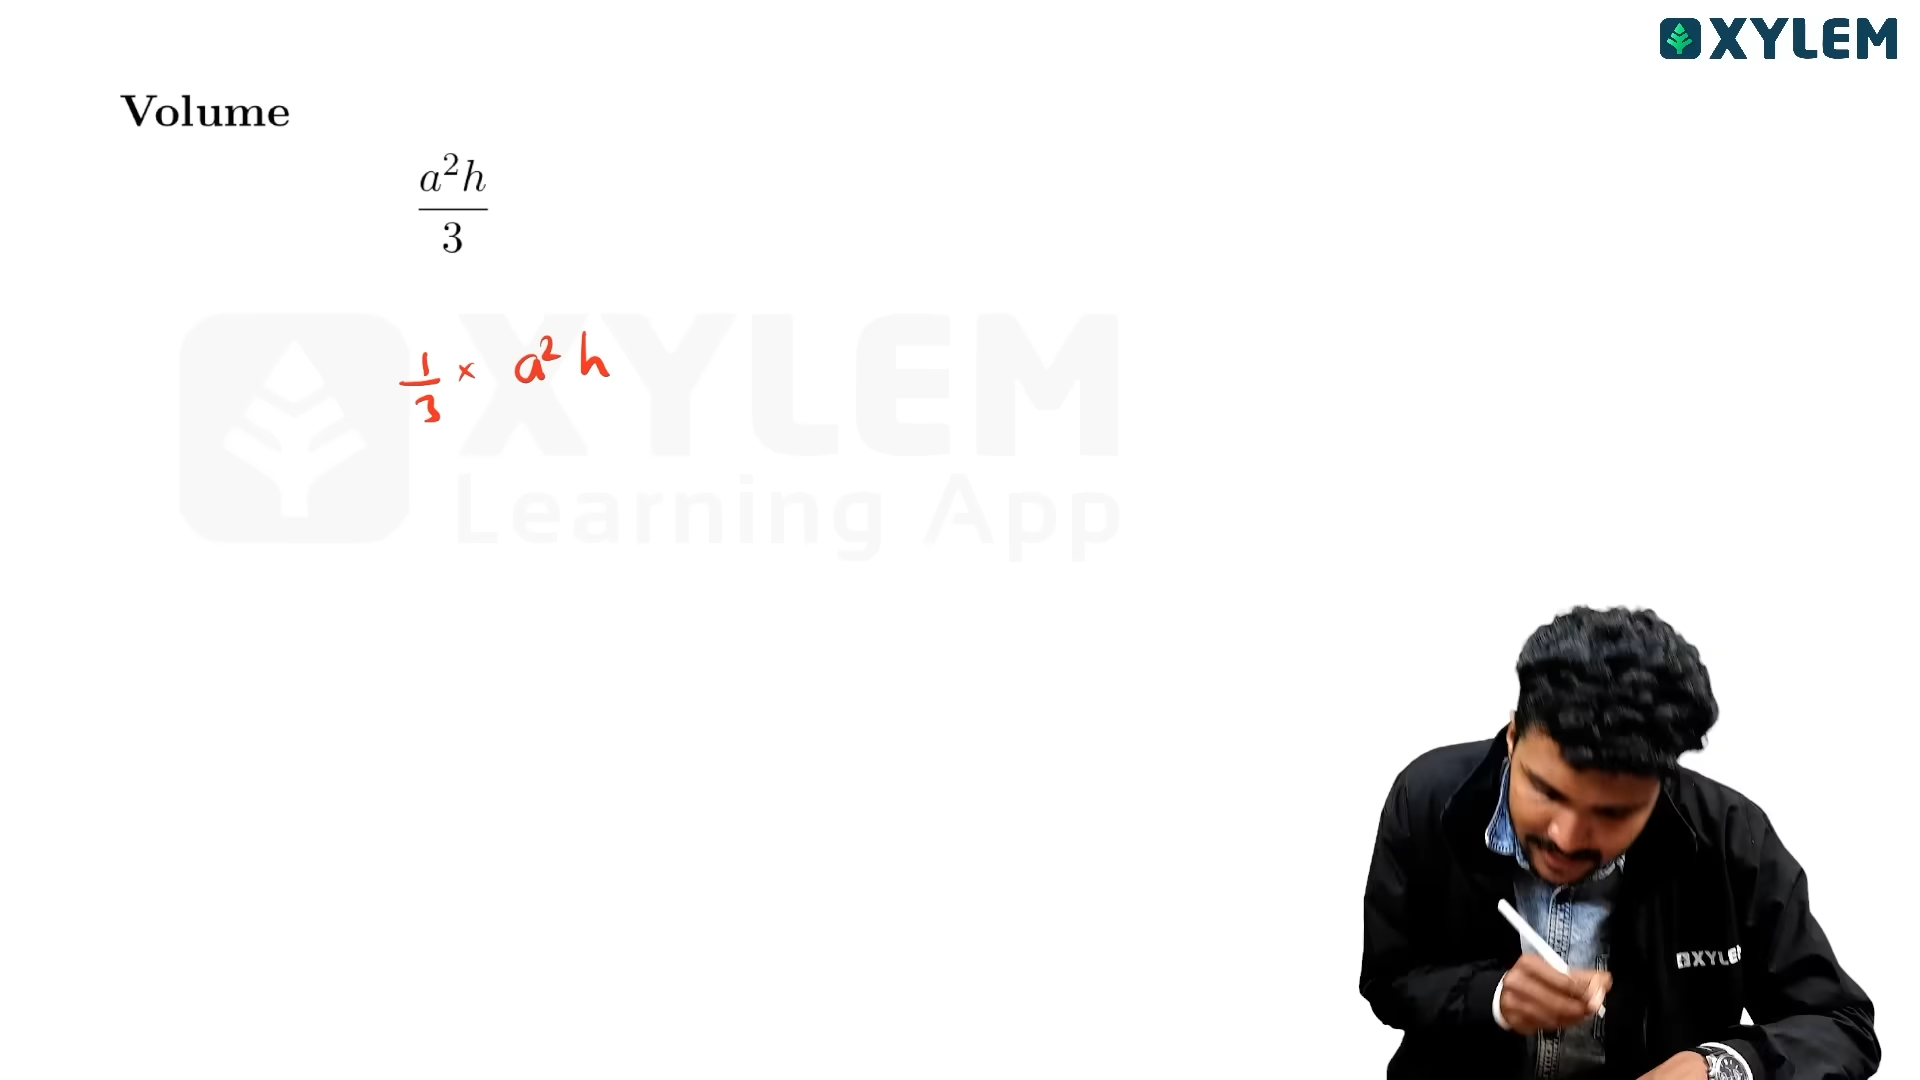 XYLEM
Volume
a²h
3
1/3 × a² h
XYLEM
Learning App
XYLEM